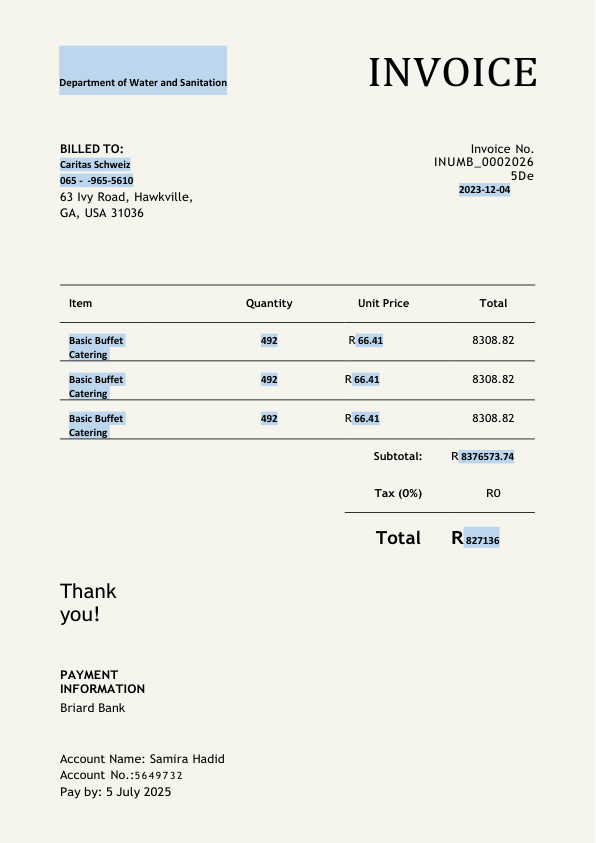 Department of Water and Sanitation
INVOICE
BILLED TO:
Caritas Schweiz
065 - -965-5610
63 Ivy Road, Hawkville,
GA, USA 31036
Invoice No.
INUMB_0002026
5De
2023-12-04
Item Quantity Unit Price Total
Basic Buffet
Catering
492 R 66.41 8308.82
Basic Buffet
Catering
492 R 66.41 8308.82
Basic Buffet
Catering
492 R 66.41 8308.82
Subtotal: R 8376573.74
Tax (0%) R0
Total R 827136
Thank
you!
PAYMENT
INFORMATION
Briard Bank
Account Name: Samira Hadid
Account No.:5649732
Pay by: 5 July 2025